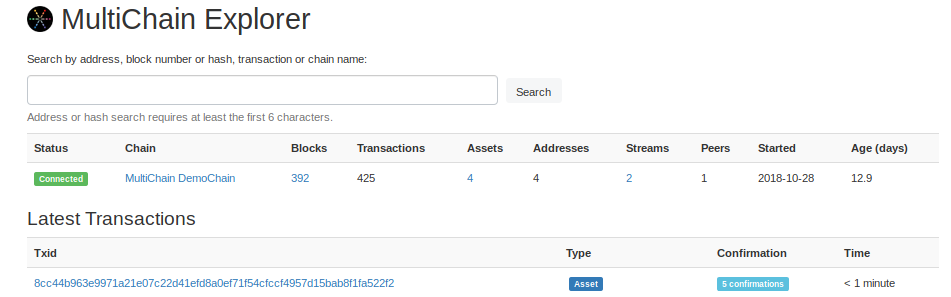 MultiChain Explorer
Search by address, block number or hash, transaction or chain name:
Search
Address or hash search requires at least the first 6 characters.
Status Chain Blocks Transactions Assets Addresses Streams Peers Started Age (days)
Connected MultiChain DemoChain 392 425 4 4 2 1 2018-10-28 12.9
Latest Transactions
Txid Type Confirmation Time
8cc44b963e9971a21e07c22d41efd8a0ef71f54cfccf4957d15bab8f1fa522f2 Asset 5 confirmations < 1 minute